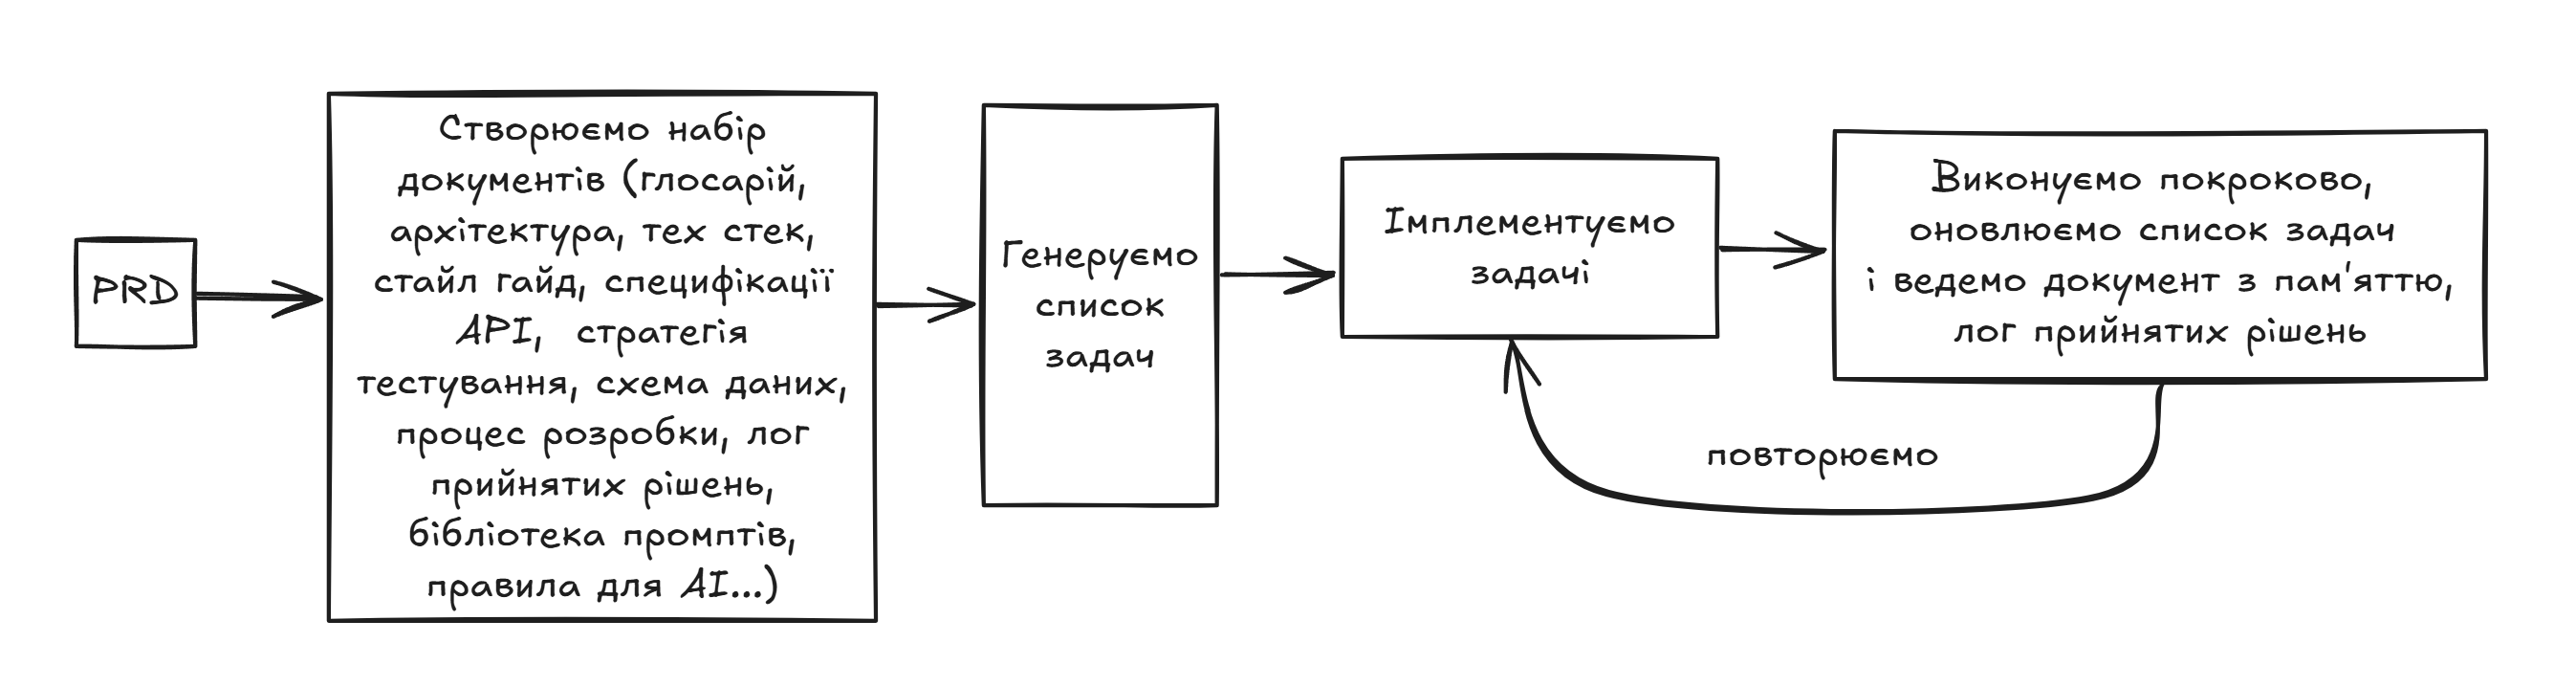 PRD
Створюємо набір
документів (глосарій,
архітектура, тех стек,
стайл гайд, специфікації
API, стратегія
тестування, схема даних,
процес розробки, лог
прийнятих рішень,
бібліотека промптів,
правила для AI...)
Генеруємо
список
задач
Імплементуємо
задачі
Виконуємо покроково,
оновлюємо список задач
і ведемо документ з пам'яттю,
лог прийнятих рішень
повторюємо